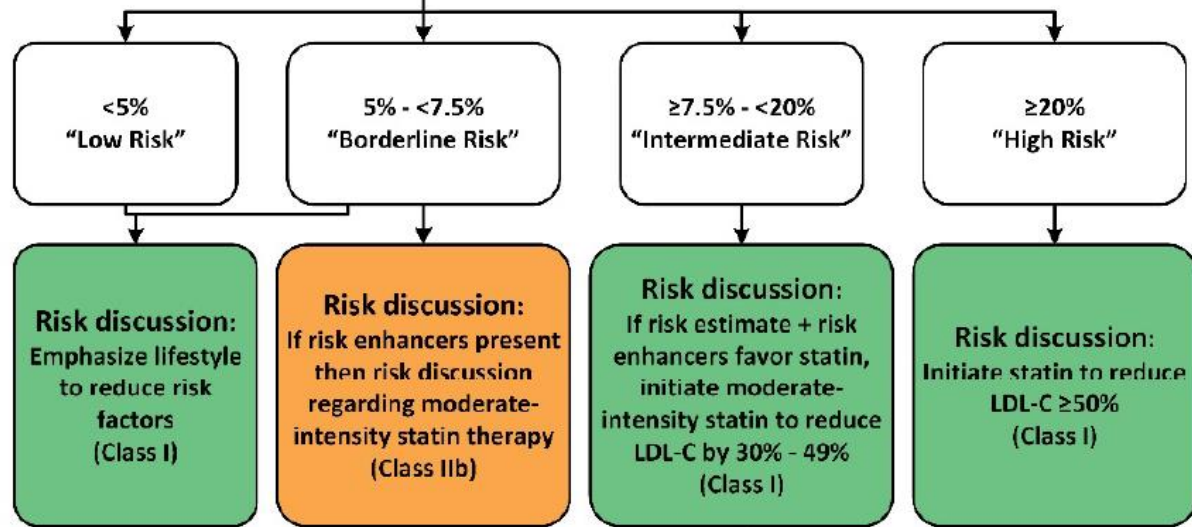 <5%
“Low Risk”
5% - <7.5%
“Borderline Risk”
≥7.5% - <20%
“Intermediate Risk”
≥20%
“High Risk”
Risk discussion:
Emphasize lifestyle
to reduce risk
factors
(Class I)
Risk discussion:
If risk enhancers present
then risk discussion
regarding moderate-
intensity statin therapy
(Class IIb)
Risk discussion:
If risk estimate + risk
enhancers favor statin,
initiate moderate-
intensity statin to reduce
LDL-C by 30% - 49%
(Class I)
Risk discussion:
Initiate statin to reduce
LDL-C ≥50%
(Class I)